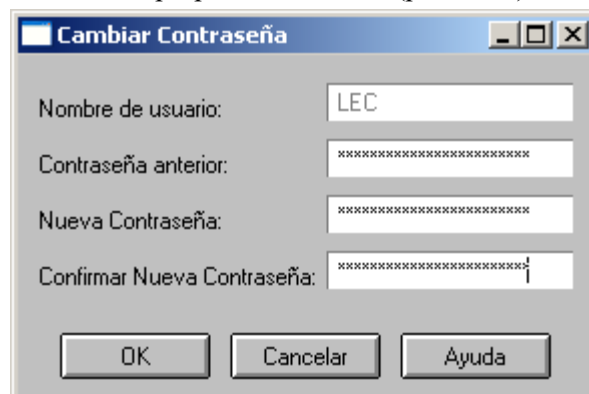 Cambiar Contraseña
Nombre de usuario: LEC
Contraseña anterior: ************************
Nueva Contraseña: ************************
Confirmar Nueva Contraseña: ************************
OK Cancelar Ayuda